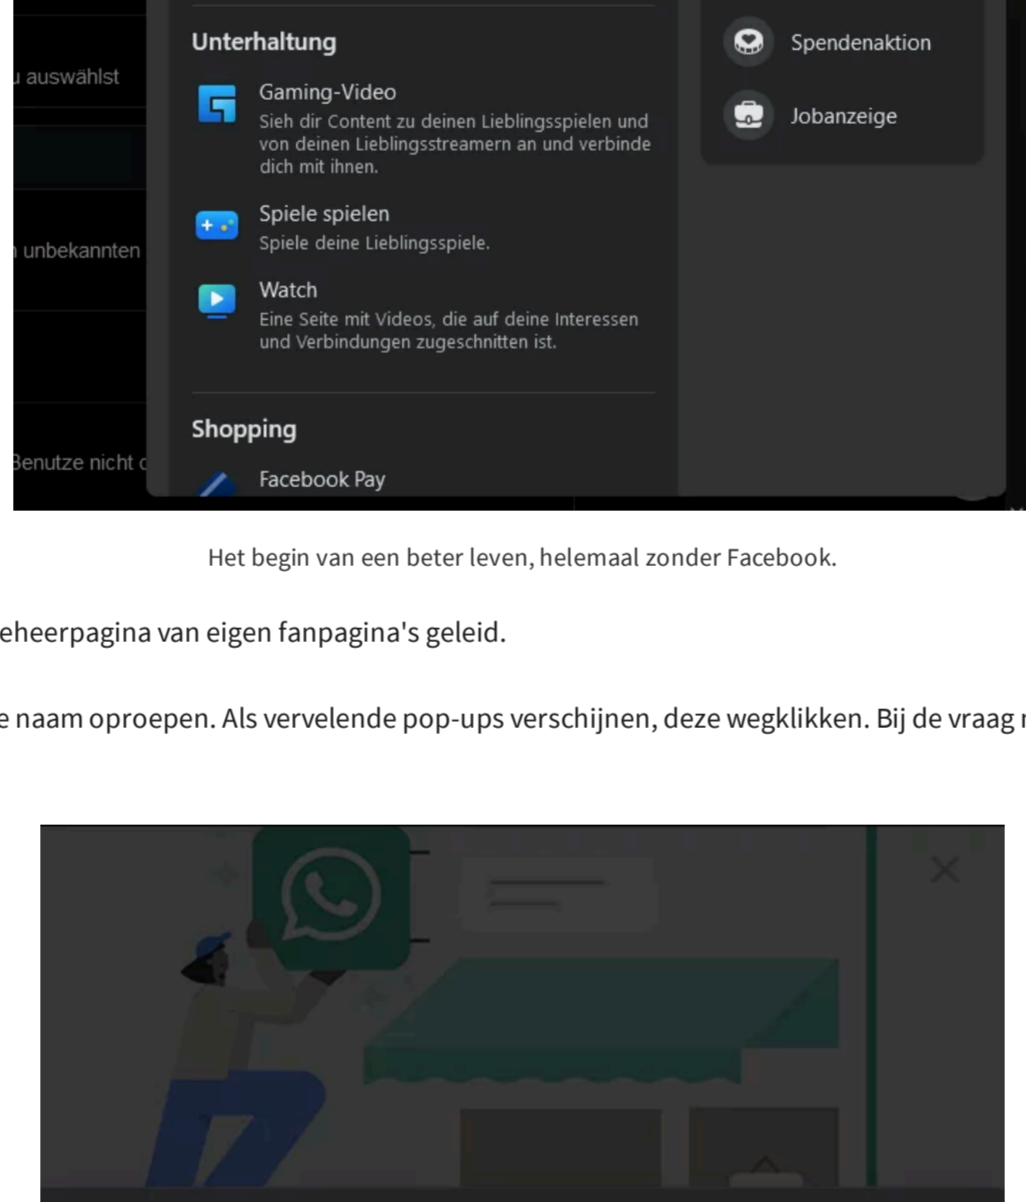 Unterhaltung
Spendenaktion
auswählst
Gaming-Video
Sieh dir Content zu deinen Lieblingsspielen und
von deinen Lieblingsstreamern an und verbinde
dich mit ihnen.
Jobanzeige
Spiele spielen
Spiele deine Lieblingsspiele.
unbekannten
Watch
Eine Seite mit Videos, die auf deine Interessen
und Verbindungen zugeschnitten ist.
Shopping
Benutze nicht
Facebook Pay
Het begin van een beter leven, helemaal zonder Facebook.
eheerpagina van eigen fanpagina's geleid.
e naam oproepen. Als vervelende pop-ups verschijnen, deze wegklikken. Bij de vraag